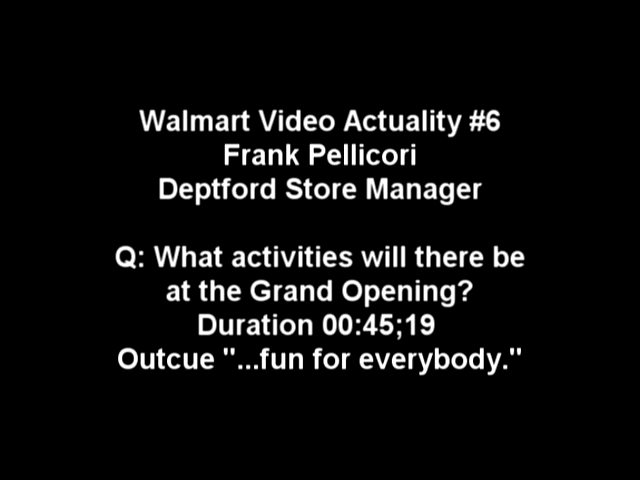 Walmart Video Actuality #6
Frank Pellicori
Deptford Store Manager
Q: What activities will there be
at the Grand Opening?
Duration 00:45;19
Outcue "...fun for everybody."